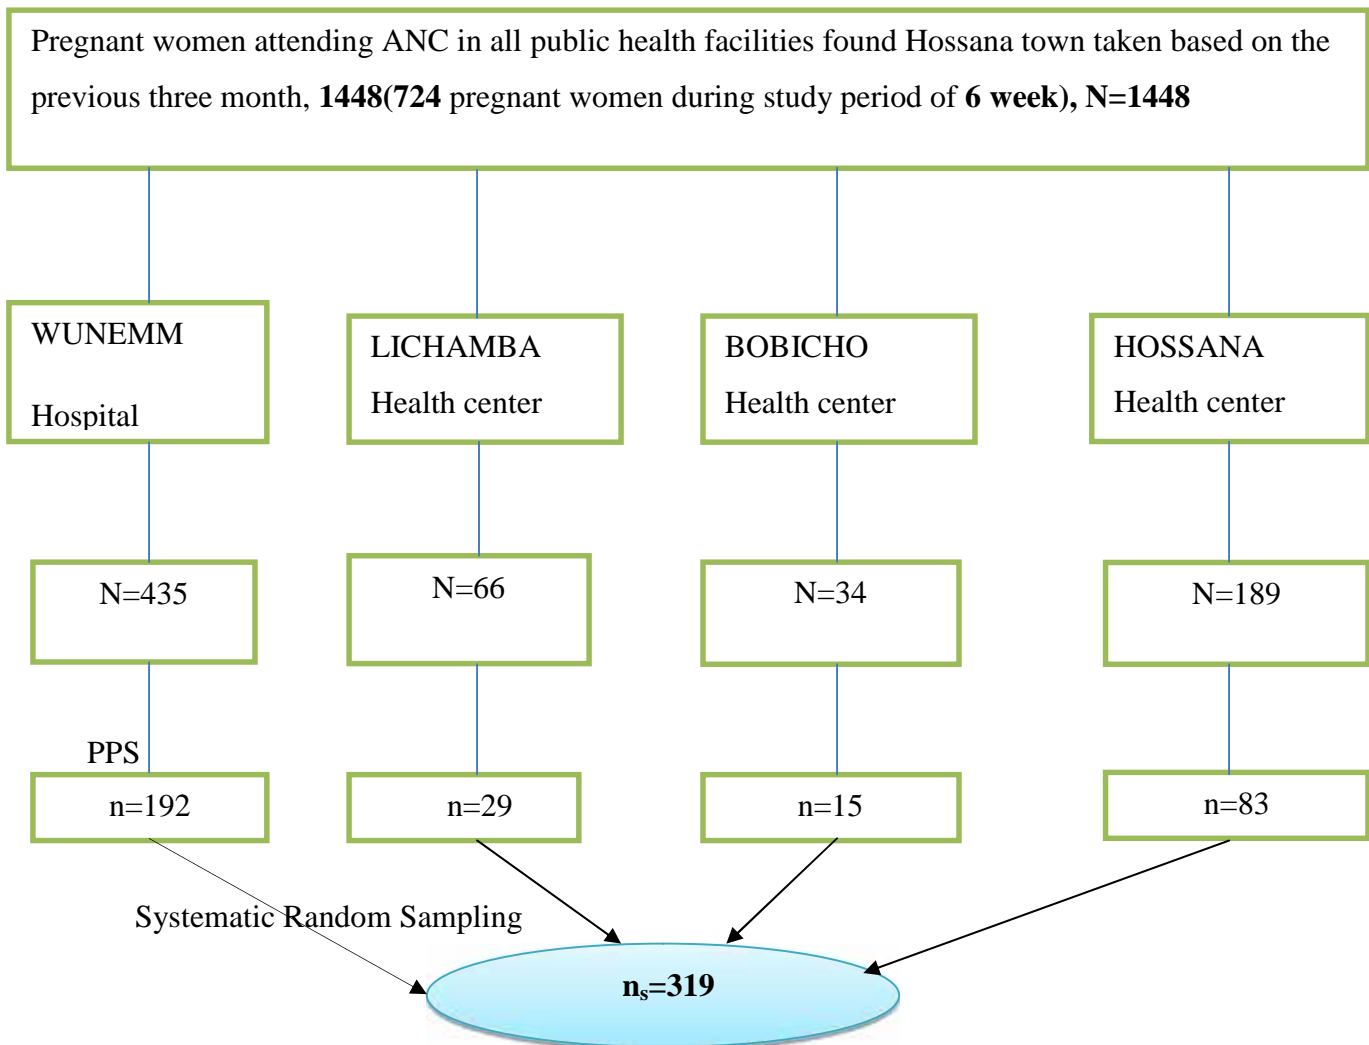 Pregnant women attending ANC in all public health facilities found Hossana town taken based on the
previous three month, 1448(724 pregnant women during study period of 6 week), N=1448
WUNEMM
Hospital
LICHAMBA
Health center
BOBICHO
Health center
HOSSANA
Health center
N=435
N=66
N=34
N=189
PPS
n=192
n=29
n=15
n=83
Systematic Random Sampling
nₛ=319